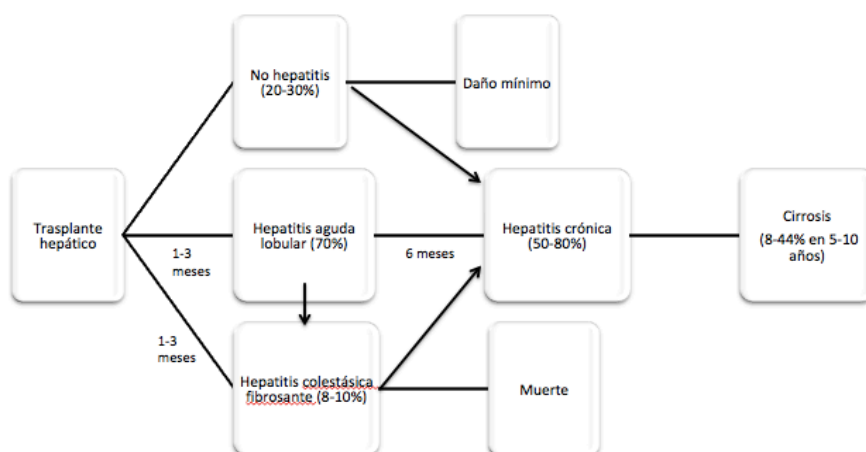 No hepatitis
(20-30%)
Daño mínimo
Trasplante
hepático
1-3
meses
Hepatitis aguda
lobular (70%)
6 meses
Hepatitis crónica
(50-80%)
Cirrosis
(8-44% en 5-10
años)
1-3
meses
Hepatitis colestásica
fibrosante (8-10%)
Muerte